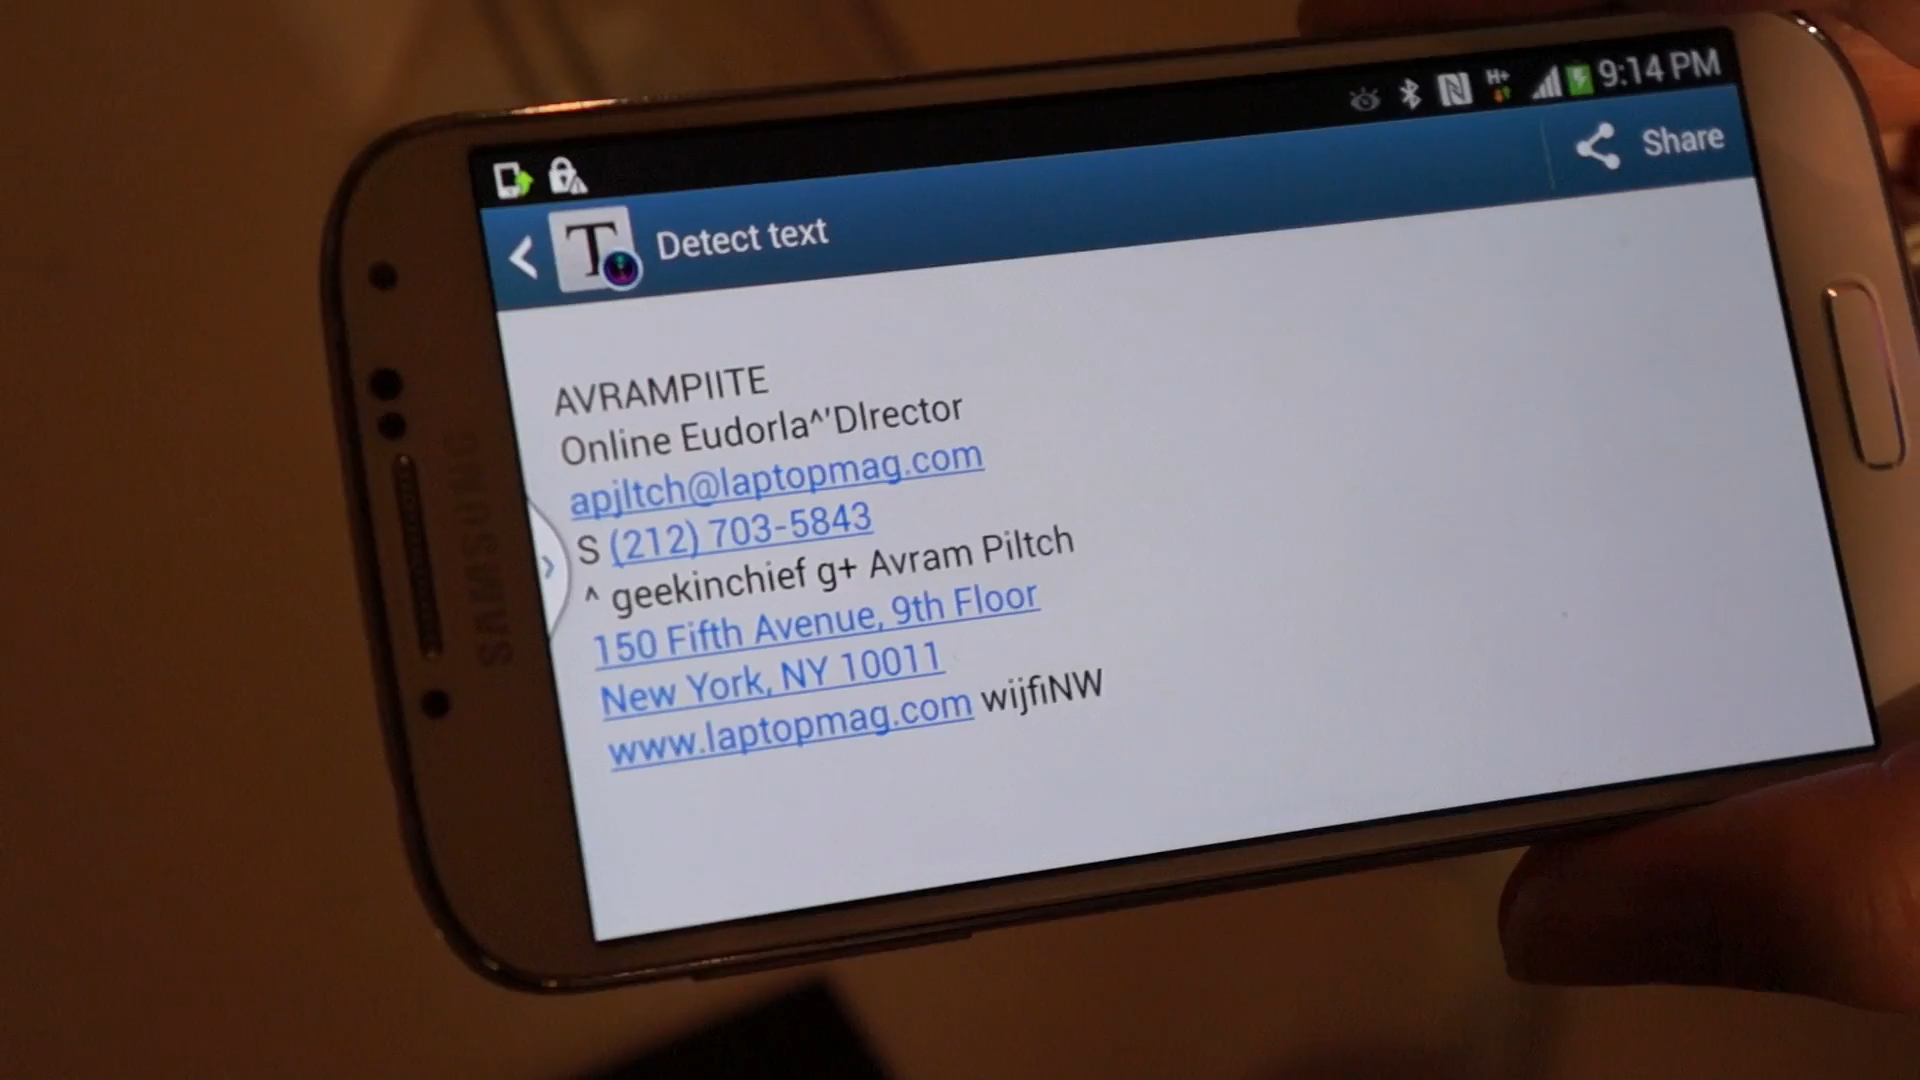 9:14 PM
Detect text
Share
AVRAMPIITE
Online Eudorla^'DIrector
apjltch@laptopmag.com
S (212) 703-5843
^ geekinchief g+ Avram Piltch
150 Fifth Avenue, 9th Floor
New York, NY 10011
www.laptopmag.com wijfiNW
SAMSUNG